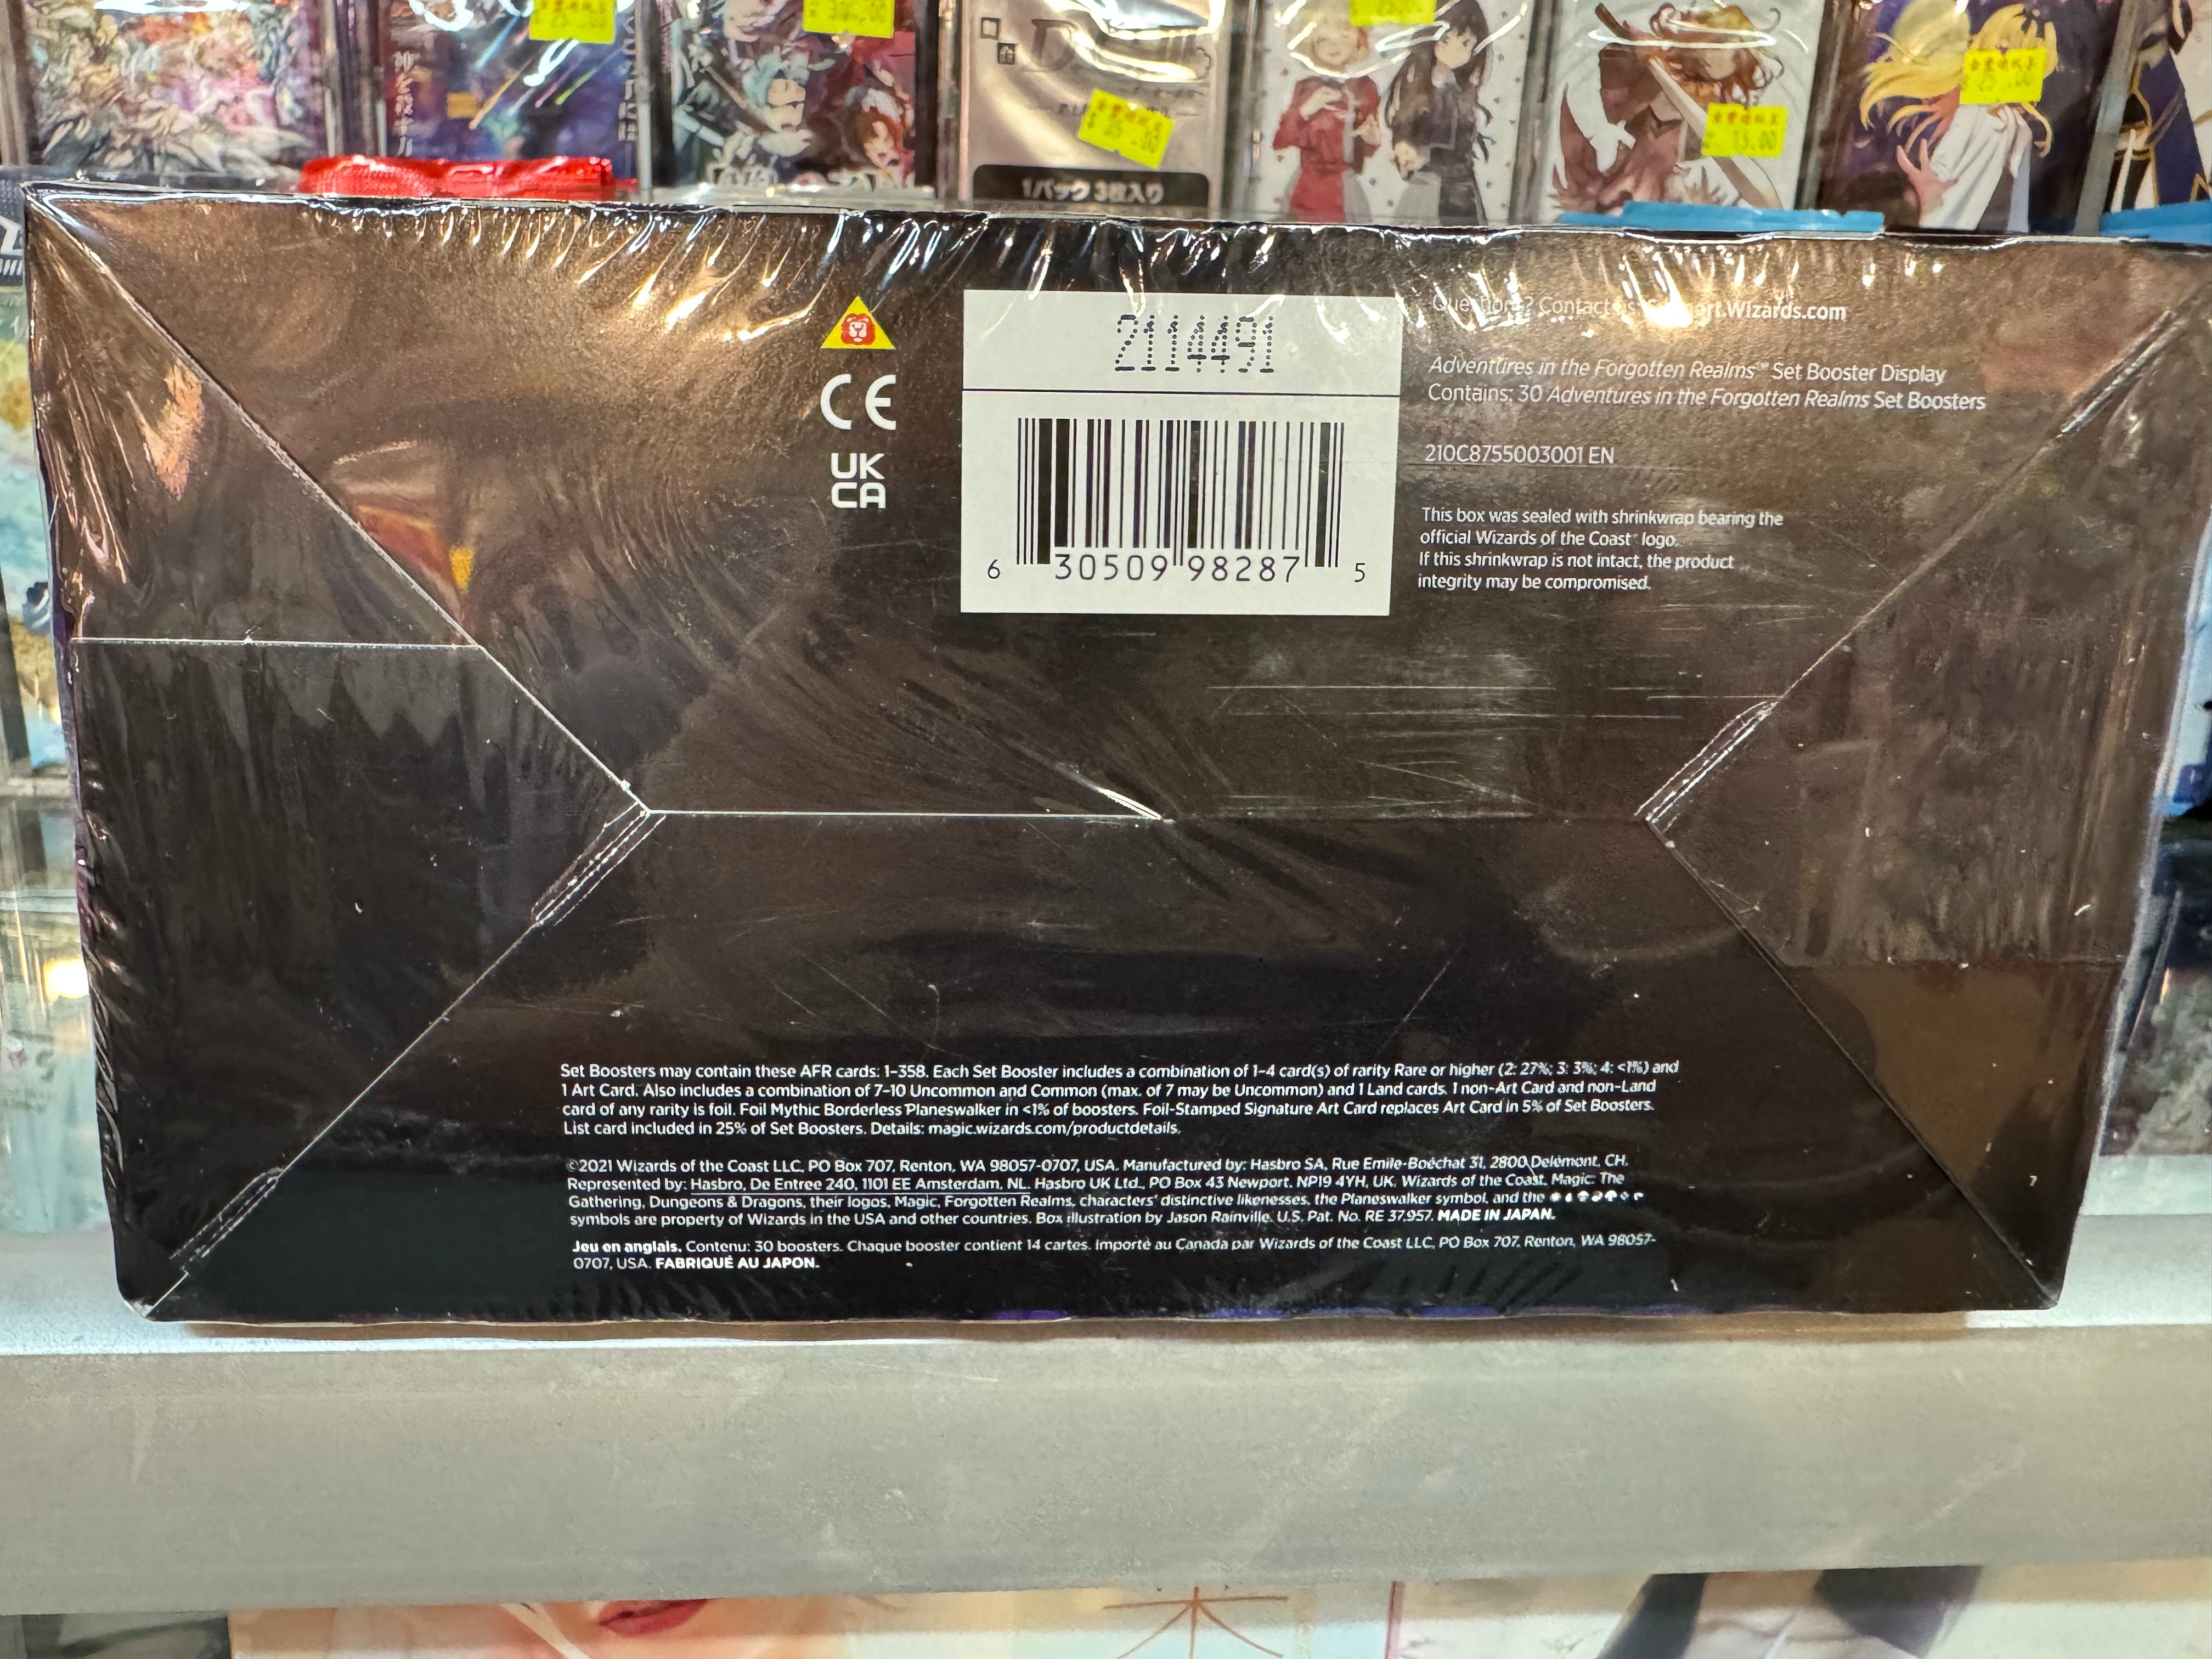 25.00
1パック 3枚入り
15.00
CE
UK
CA
2114491
6 30509 98287 5
Questions? Contact us: Support.Wizards.com
Adventures in the Forgotten Realms℠ Set Booster Display
Contains: 30 Adventures in the Forgotten Realms Set Boosters
210C8755003001 EN
This box was sealed with shrinkwrap bearing the
official Wizards of the Coast logo.
If this shrinkwrap is not intact, the product
integrity may be compromised.
Set Boosters may contain these AFR cards: 1-358. Each Set Booster includes a combination of 1-4 card(s) of rarity Rare or higher (2: 27%; 3: 3%; 4: <1%) and
1 Art Card. Also includes a combination of 7-10 Uncommon and Common (max. of 7 may be Uncommon) and 1 Land cards. 1 non-Art Card and non-Land
card of any rarity is foil. Foil Mythic Borderless Planeswalker in <1% of boosters. Foil-Stamped Signature Art Card replaces Art Card in 5% of Set Boosters.
List card included in 25% of Set Boosters. Details: magic.wizards.com/productdetails.
©2021 Wizards of the Coast LLC, PO Box 707, Renton, WA 98057-0707, USA. Manufactured by: Hasbro SA, Rue Emile-Boéchat 31, 2800 Delémont, CH.
Represented by: Hasbro, De Entree 240, 1101 EE Amsterdam, NL. Hasbro UK Ltd., PO Box 43 Newport, NP19 4YH, UK. Wizards of the Coast, Magic: The
Gathering, Dungeons & Dragons, their logos, Magic, Forgotten Realms, characters' distinctive likenesses, the Planeswalker symbol, and the
symbols are property of Wizards in the USA and other countries. Box illustration by Jason Rainville. U.S. Pat. No. RE 37,957. MADE IN JAPAN.
Jeu en anglais. Contenu: 30 boosters. Chaque booster contient 14 cartes. Importé au Canada par Wizards of the Coast LLC, PO Box 707, Renton, WA 98057-
0707, USA. FABRIQUÉ AU JAPON.